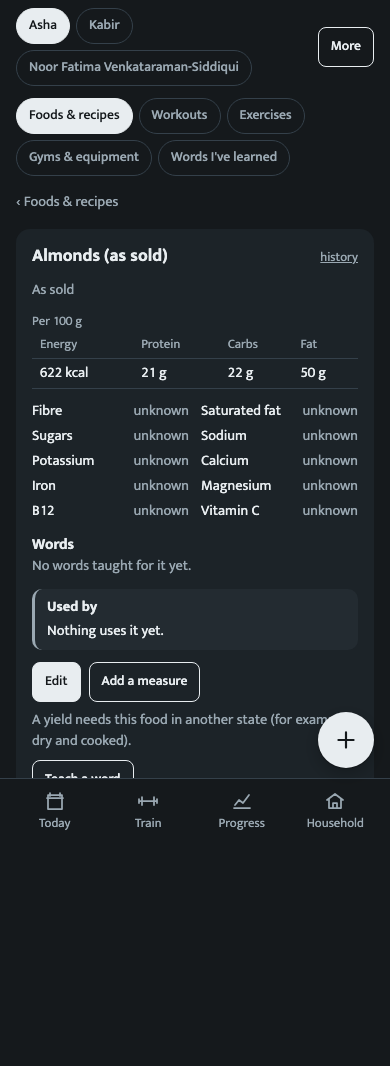 Asha
Kabir
Noor Fatima Venkataraman-Siddiqui
More
Foods & recipes
Workouts
Exercises
Gyms & equipment
Words I've learned
‹ Foods & recipes
Almonds (as sold)
history
As sold
Per 100 g
Energy Protein Carbs Fat
622 kcal 21 g 22 g 50 g
Fibre unknown Saturated fat unknown
Sugars unknown Sodium unknown
Potassium unknown Calcium unknown
Iron unknown Magnesium unknown
B12 unknown Vitamin C unknown
Words
No words taught for it yet.
Used by
Nothing uses it yet.
Edit
Add a measure
A yield needs this food in another state (for
dry and cooked).
Teach a word
Today
Train
Progress
Household